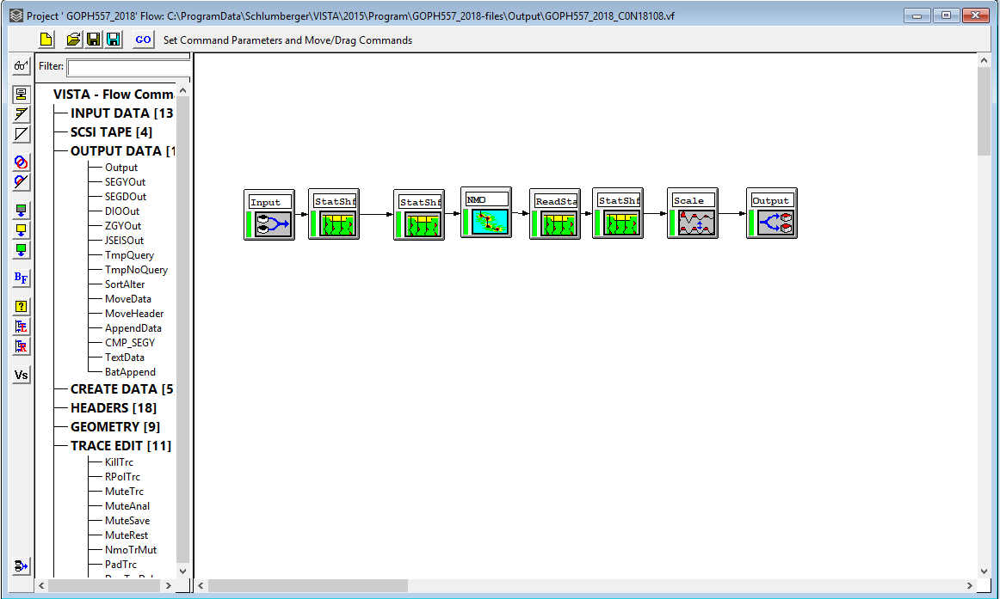 Project ' GOPH557_2018' Flow: C:\ProgramData\Schlumberger\VISTA\2015\Program\GOPH557_2018-files\Output\GOPH557_2018_C0N18108.vf
GO Set Command Parameters and Move/Drag Commands
Filter:
VISTA - Flow Comm
INPUT DATA [13
SCSI TAPE [4]
OUTPUT DATA [1
Output
SEGYOut
SEGDOut
DIOOut
ZGYOut
JSEISOut
TmpQuery
TmpNoQuery
SortAlter
MoveData
MoveHeader
AppendData
CMP_SEGY
TextData
BatAppend
CREATE DATA [5
HEADERS [18]
GEOMETRY [9]
TRACE EDIT [11]
KillTrc
RPolTrc
MuteTrc
MuteAnal
MuteSave
MuteRest
NmoTrMut
PadTrc
BF
?
E
R
Vs
Input
StatShf
StatShf
NMO
ReadSta
StatShf
Scale
Output